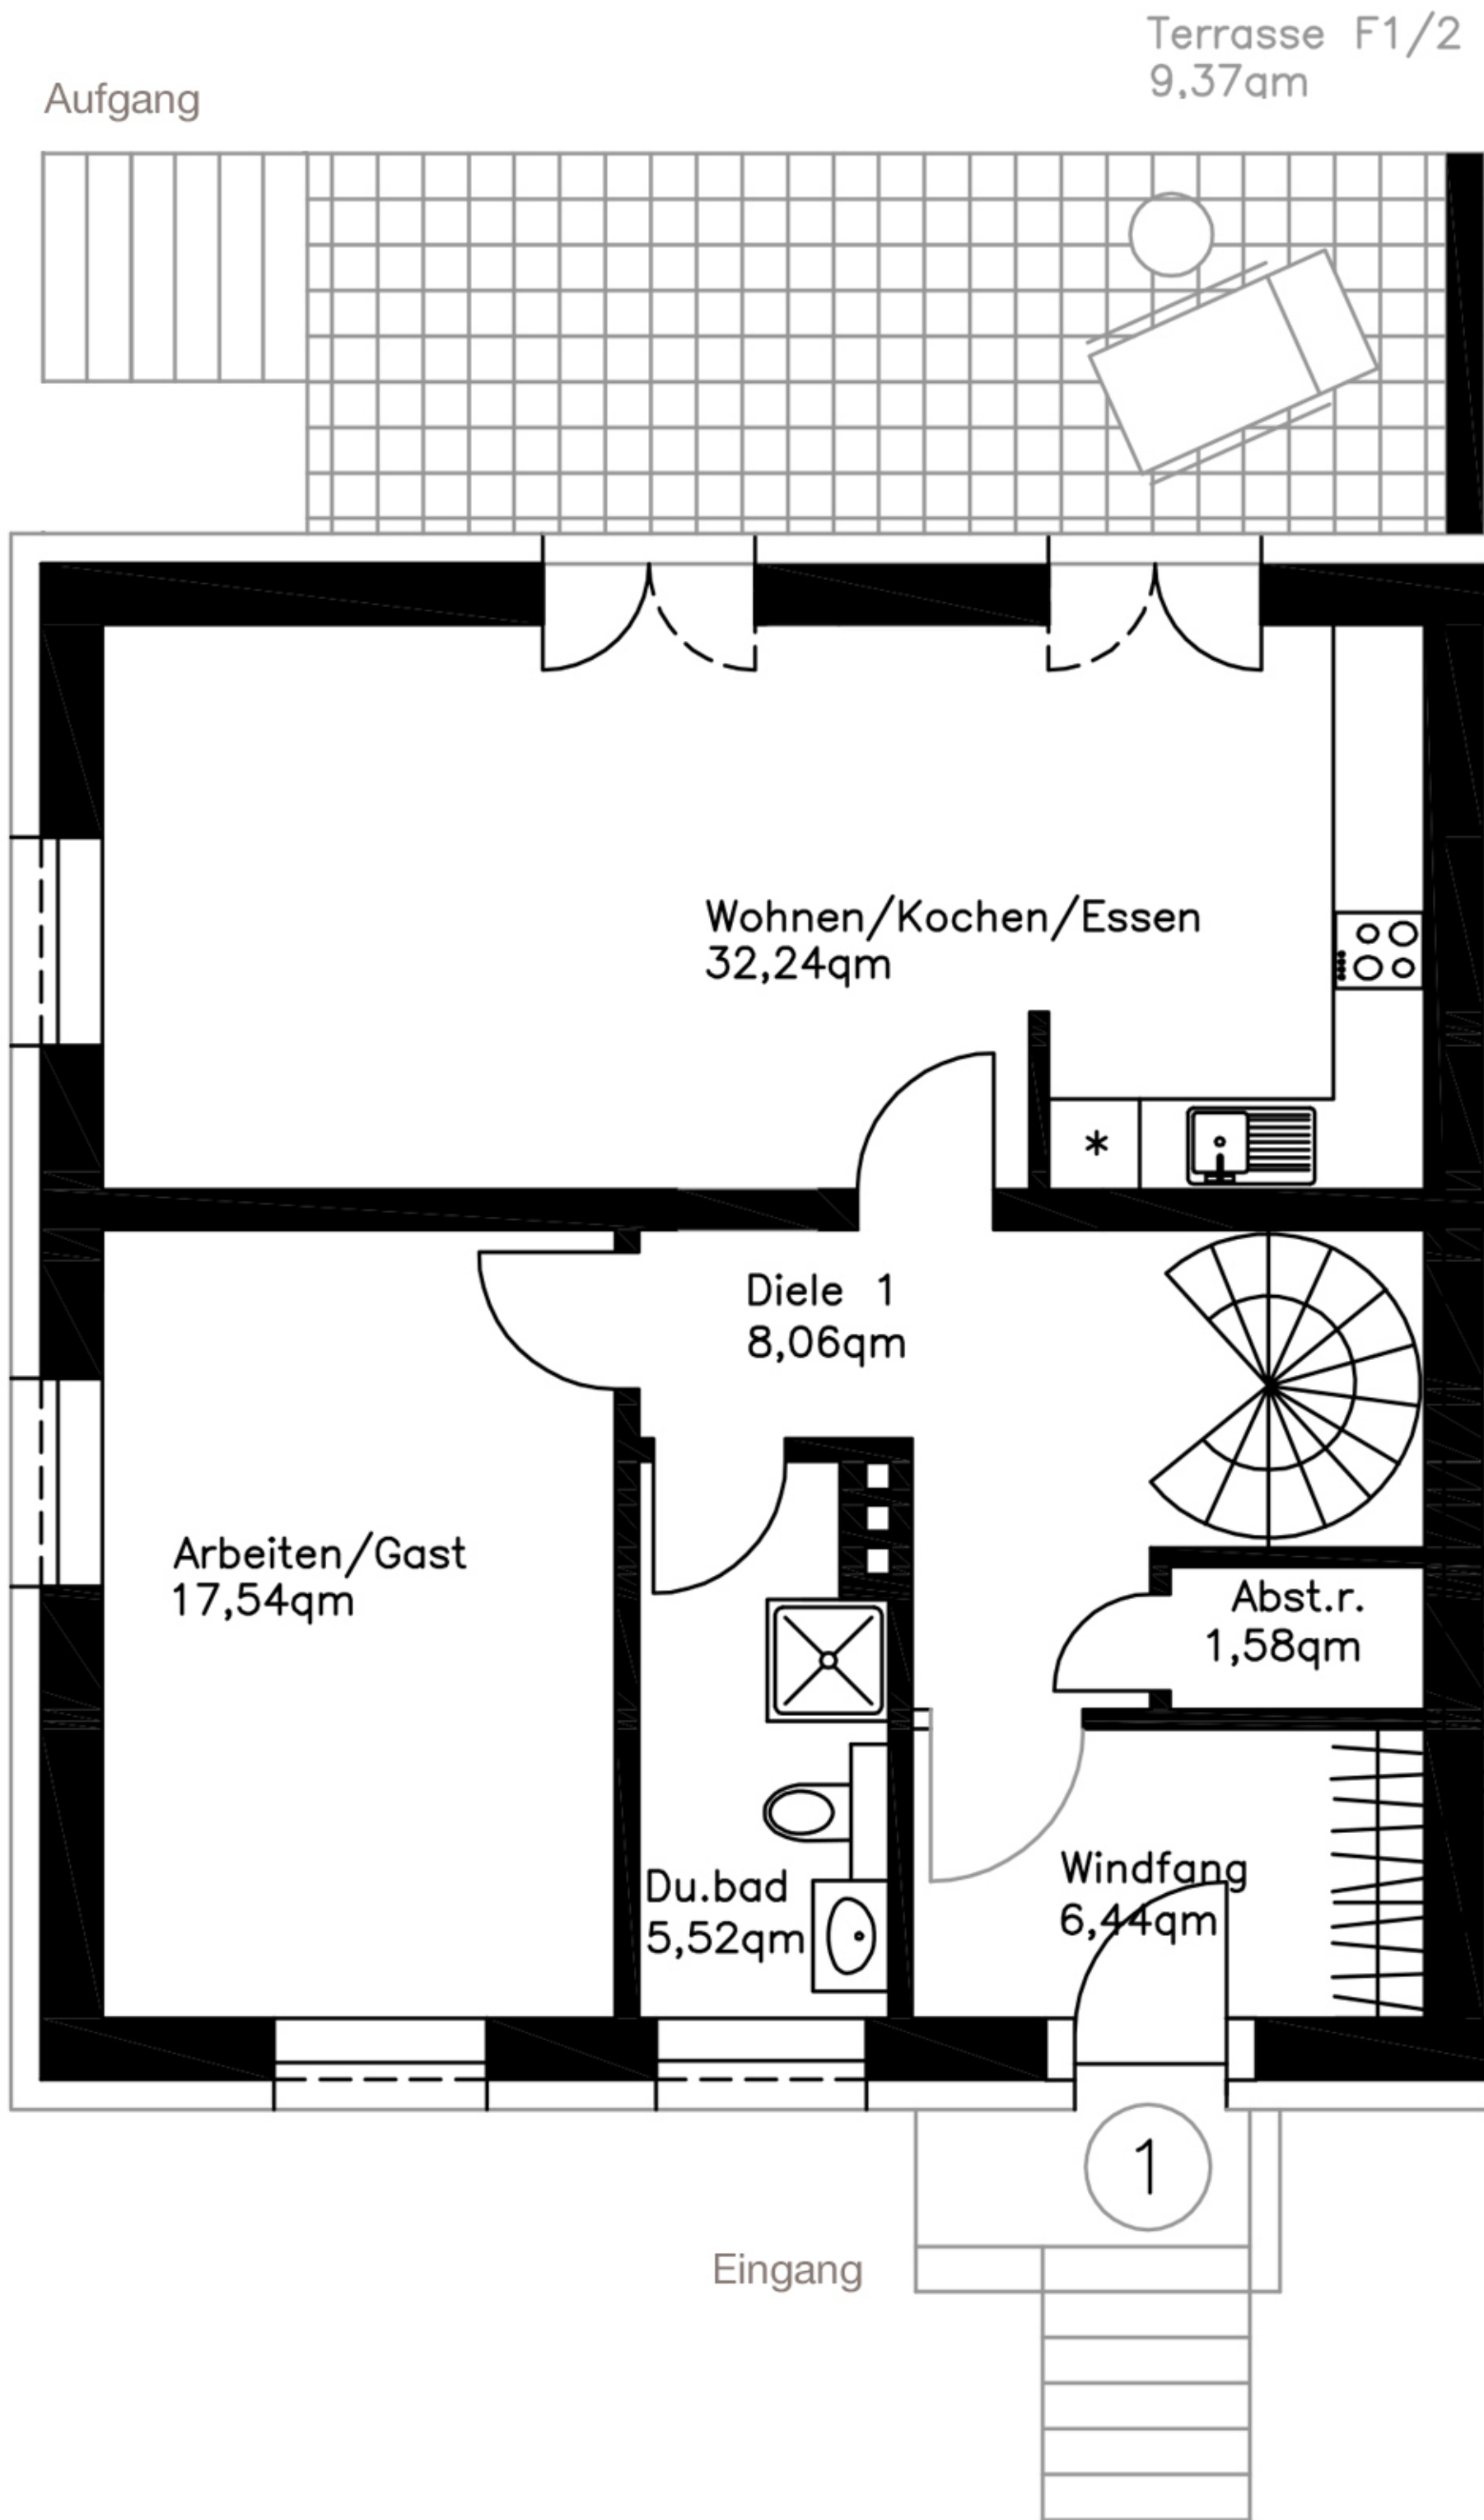 Terrasse F1/2
9,37qm
Aufgang
Wohnen/Kochen/Essen
32,24qm
Diele 1
8,06qm
Arbeiten/Gast
17,54qm
Abst.r.
1,58qm
Du.bad
5,52qm
Windfang
6,44qm
1
Eingang